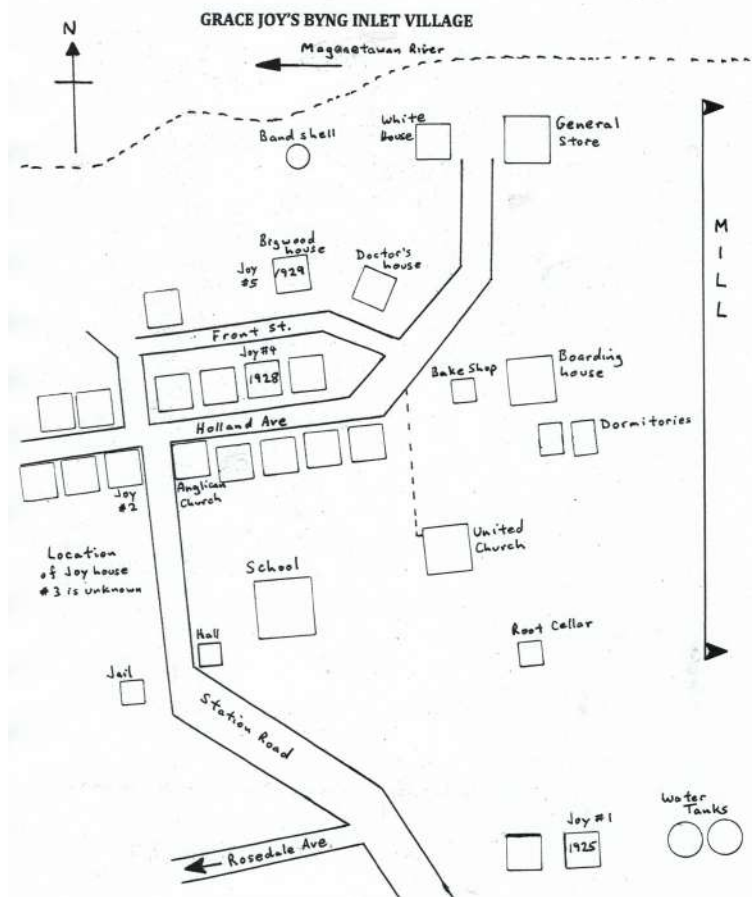 GRACE JOY'S BYNG INLET VILLAGE
N
Maganetawan River
Band shell
White
House
General
Store
MILL
Bigwood
house
Joy
#5
1929
Doctor's
house
Front St.
Joy #4
1928
Bake Shop
Boarding
house
Holland Ave
Dormitories
Joy
#2
Anglican
Church
United
Church
Location
of Joy house
#3 is unknown
School
Hall
Root Cellar
Jail
Station Road
Joy #1
1925
Water
Tanks
Rosedale Ave.